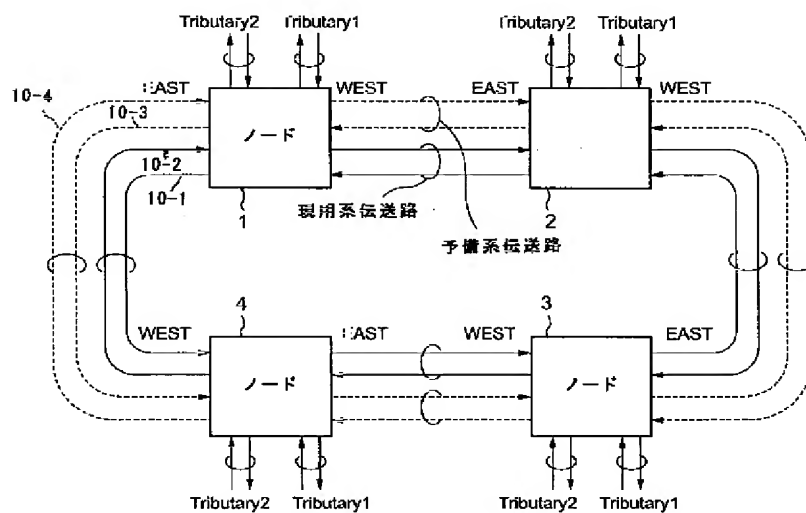 Tributary2 Tributary1 Tributary2 Tributary1
EAST WEST EAST WEST
10-4
10-3
ノード
10-2
10-1
1 現用系伝送路 2
予備系伝送路
4 3
WEST EAST WEST EAST
ノード ノード
Tributary2 Tributary1 Tributary2 Tributary1